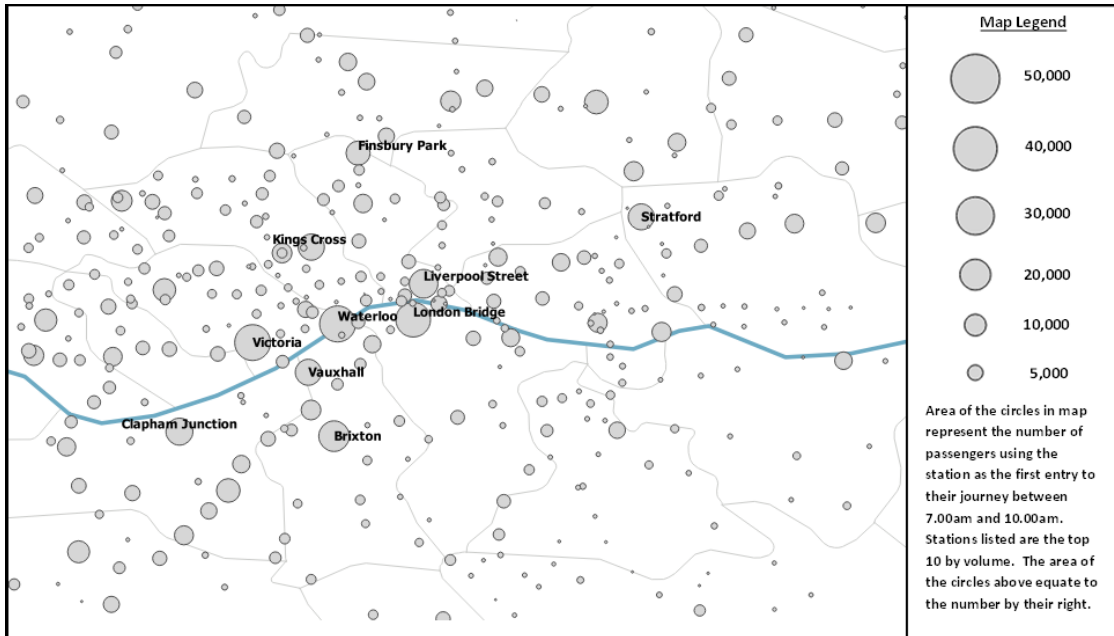 Map Legend
50,000
40,000
30,000
20,000
10,000
5,000
Finsbury Park
Stratford
Kings Cross
Liverpool Street
Waterloo
London Bridge
Victoria
Vauxhall
Clapham Junction
Brixton
Area of the circles in map
represent the number of
passengers using the
station as the first entry to
their journey between
7.00am and 10.00am.
Stations listed are the top
10 by volume. The area of
the circles above equate to
the number by their right.